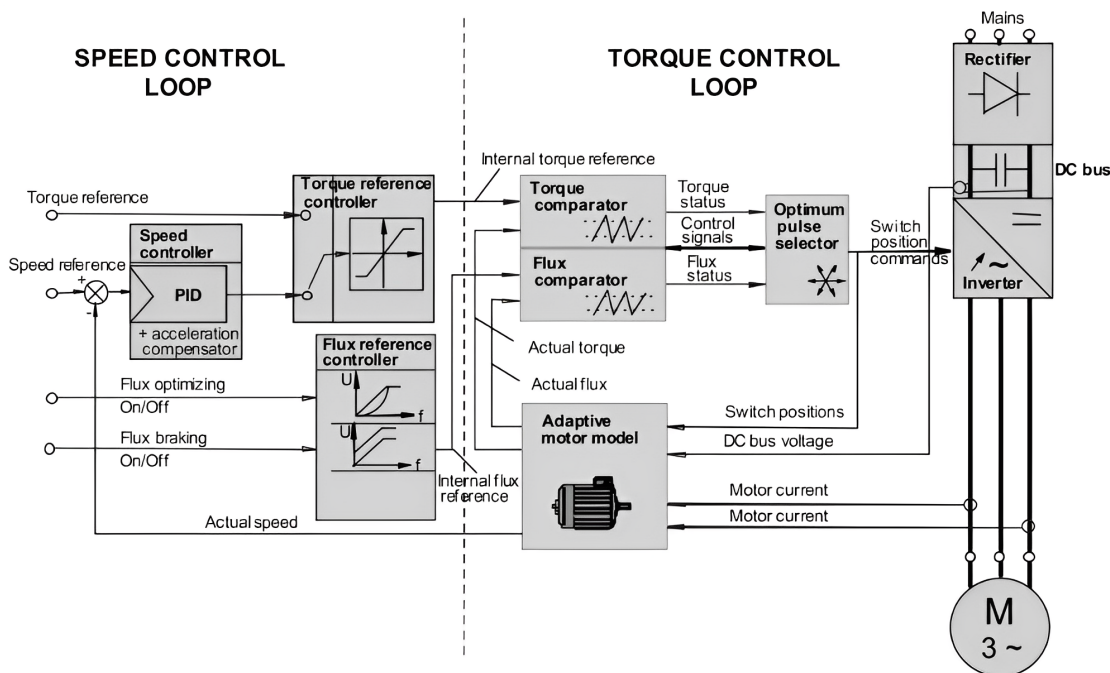 SPEED CONTROL
LOOP
TORQUE CONTROL
LOOP
Mains
Rectifier
DC bus
Internal torque reference
Torque reference
Torque reference
controller
Torque
comparator
Torque
status
Control
signals
Flux
status
Flux
comparator
Optimum
pulse
selector
Switch
position
commands
~
Inverter
Speed
controller
Speed reference
+
-
PID
+ acceleration
compensator
Flux reference
controller
U
f
U
f
Flux optimizing
On/Off
Flux braking
On/Off
Actual torque
Actual flux
Internal flux
reference
Adaptive
motor model
Switch positions
DC bus voltage
Motor current
Motor current
Actual speed
M
3 ~